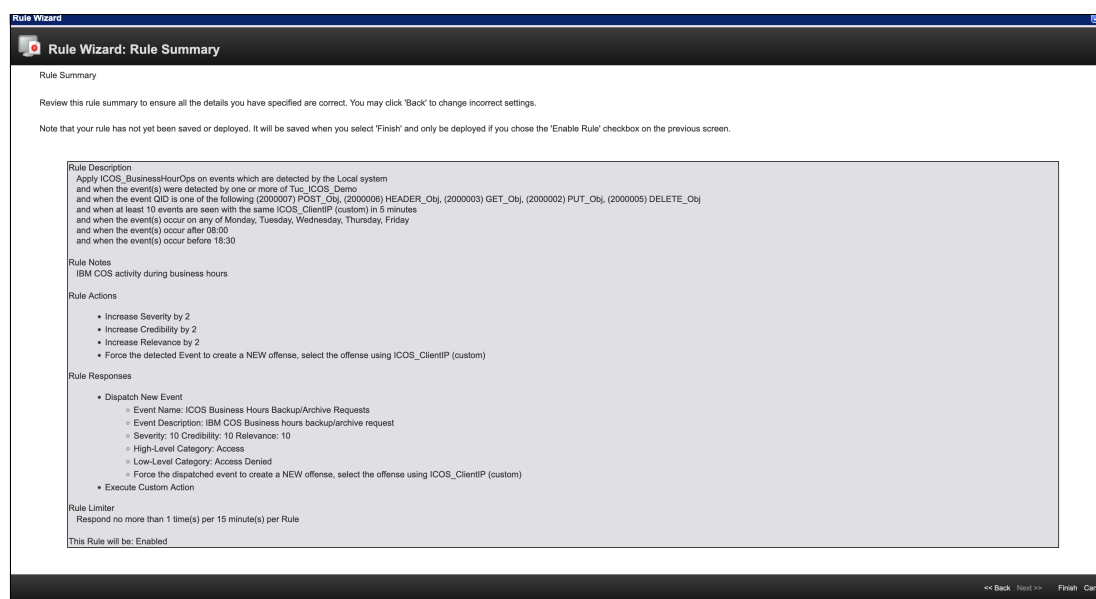 Rule Wizard
Rule Wizard: Rule Summary
Rule Summary
Review this rule summary to ensure all the details you have specified are correct. You may click 'Back' to change incorrect settings.
Note that your rule has not yet been saved or deployed. It will be saved when you select 'Finish' and only be deployed if you chose the 'Enable Rule' checkbox on the previous screen.
Rule Description
Apply ICOS_BusinessHourOps on events which are detected by the Local system
and when the event(s) were detected by one or more of Tuc_ICOS_Demo
and when the event QID is one of the following (2000007) POST_Obj, (2000006) HEADER_Obj, (2000003) GET_Obj, (2000002) PUT_Obj, (2000005) DELETE_Obj
and when at least 10 events are seen with the same ICOS_ClientIP (custom) in 5 minutes
and when the event(s) occur on any of Monday, Tuesday, Wednesday, Thursday, Friday
and when the event(s) occur after 08:00
and when the event(s) occur before 18:30
Rule Notes
IBM COS activity during business hours
Rule Actions
• Increase Severity by 2
• Increase Credibility by 2
• Increase Relevance by 2
• Force the detected Event to create a NEW offense, select the offense using ICOS_ClientIP (custom)
Rule Responses
• Dispatch New Event
◦ Event Name: ICOS Business Hours Backup/Archive Requests
◦ Event Description: IBM COS Business hours backup/archive request
◦ Severity: 10 Credibility: 10 Relevance: 10
◦ High-Level Category: Access
◦ Low-Level Category: Access Denied
◦ Force the dispatched event to create a NEW offense, select the offense using ICOS_ClientIP (custom)
• Execute Custom Action
Rule Limiter
Respond no more than 1 time(s) per 15 minute(s) per Rule
This Rule will be: Enabled
<< Back Next >> Finish Can